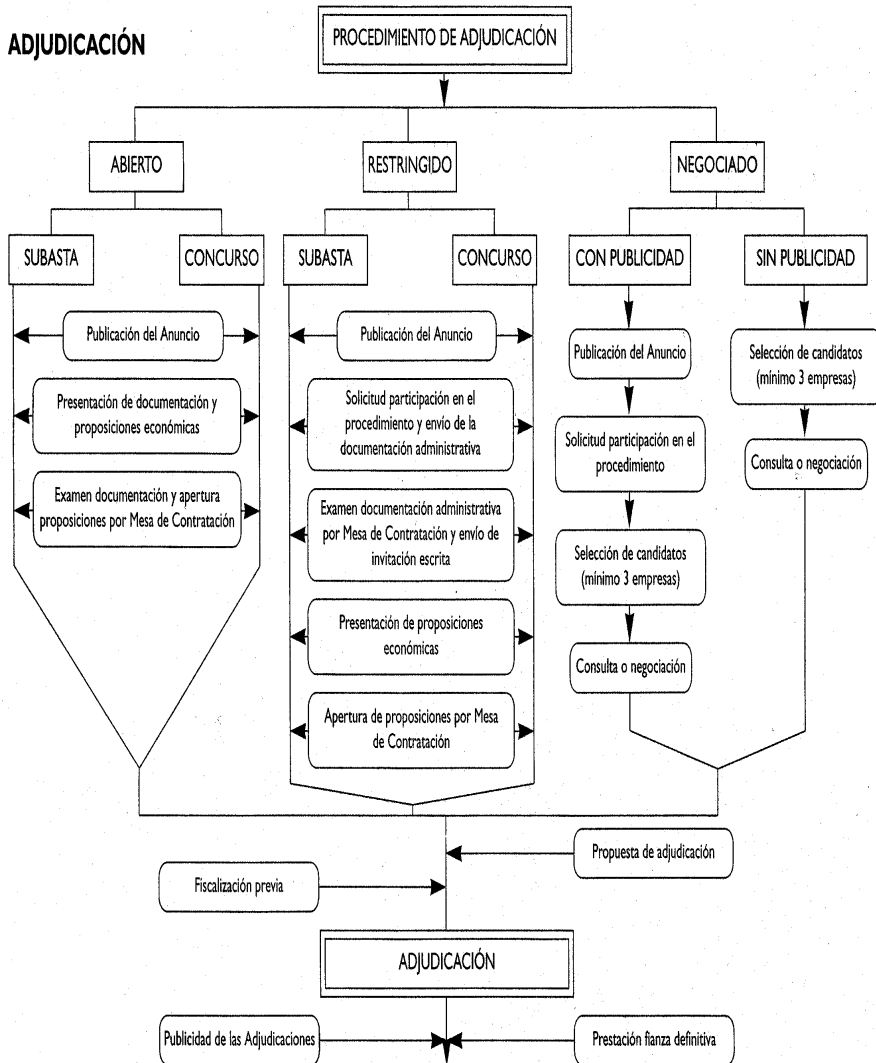 ADJUDICACIÓN
PROCEDIMIENTO DE ADJUDICACIÓN
ABIERTO
RESTRINGIDO
NEGOCIADO
SUBASTA
CONCURSO
SUBASTA
CONCURSO
CON PUBLICIDAD
SIN PUBLICIDAD
Publicación del Anuncio
Presentación de documentación y
proposiciones económicas
Examen documentación y apertura
proposiciones por Mesa de Contratación
Publicación del Anuncio
Solicitud participación en el
procedimiento y envío de la
documentación administrativa
Examen documentación administrativa
por Mesa de Contratación y envío de
invitación escrita
Presentación de proposiciones
económicas
Apertura de proposiciones por Mesa
de Contratación
Publicación del Anuncio
Solicitud participación en el
procedimiento
Selección de candidatos
(mínimo 3 empresas)
Consulta o negociación
Selección de candidatos
(mínimo 3 empresas)
Consulta o negociación
Propuesta de adjudicación
Fiscalización previa
ADJUDICACIÓN
Publicidad de las Adjudicaciones
Prestación fianza definitiva